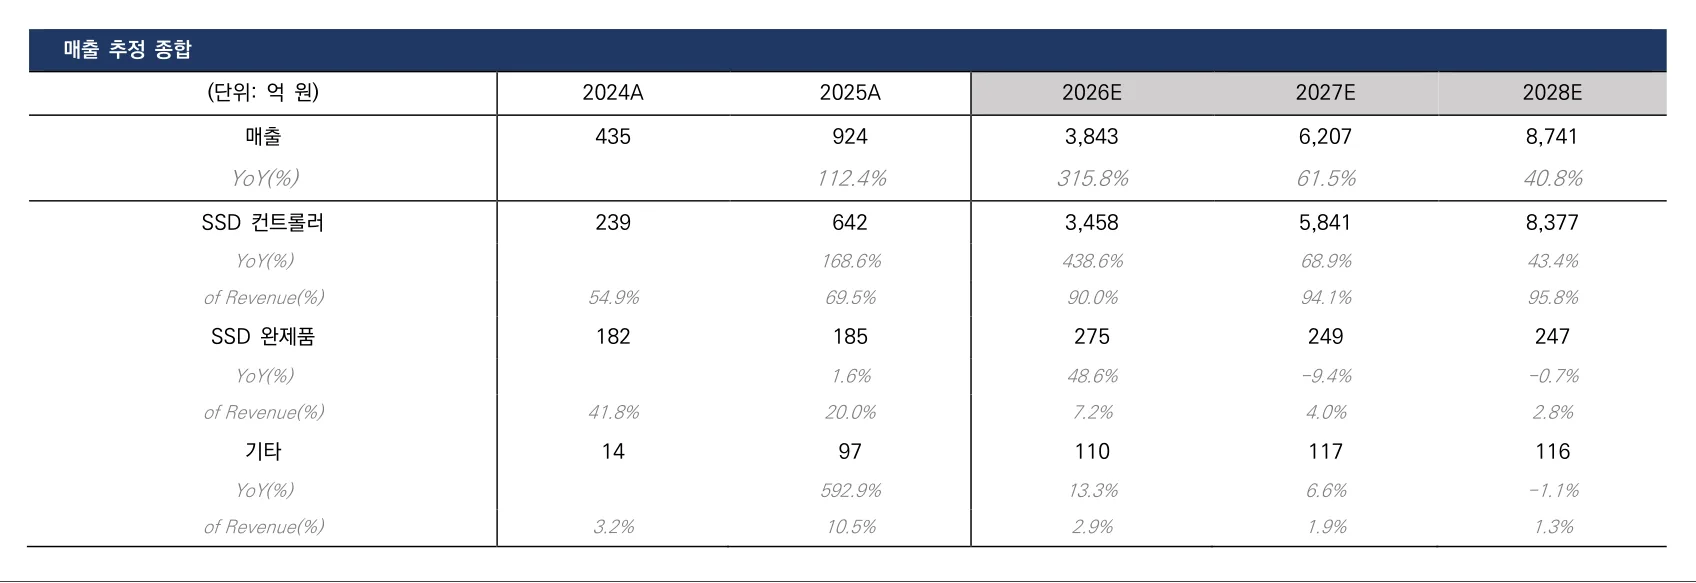 매출 추정 종합
(단위: 억 원) 2024A 2025A 2026E 2027E 2028E
매출 435 924 3,843 6,207 8,741
YoY(%) 112.4% 315.8% 61.5% 40.8%
SSD 컨트롤러 239 642 3,458 5,841 8,377
YoY(%) 168.6% 438.6% 68.9% 43.4%
of Revenue(%) 54.9% 69.5% 90.0% 94.1% 95.8%
SSD 완제품 182 185 275 249 247
YoY(%) 1.6% 48.6% -9.4% -0.7%
of Revenue(%) 41.8% 20.0% 7.2% 4.0% 2.8%
기타 14 97 110 117 116
YoY(%) 592.9% 13.3% 6.6% -1.1%
of Revenue(%) 3.2% 10.5% 2.9% 1.9% 1.3%